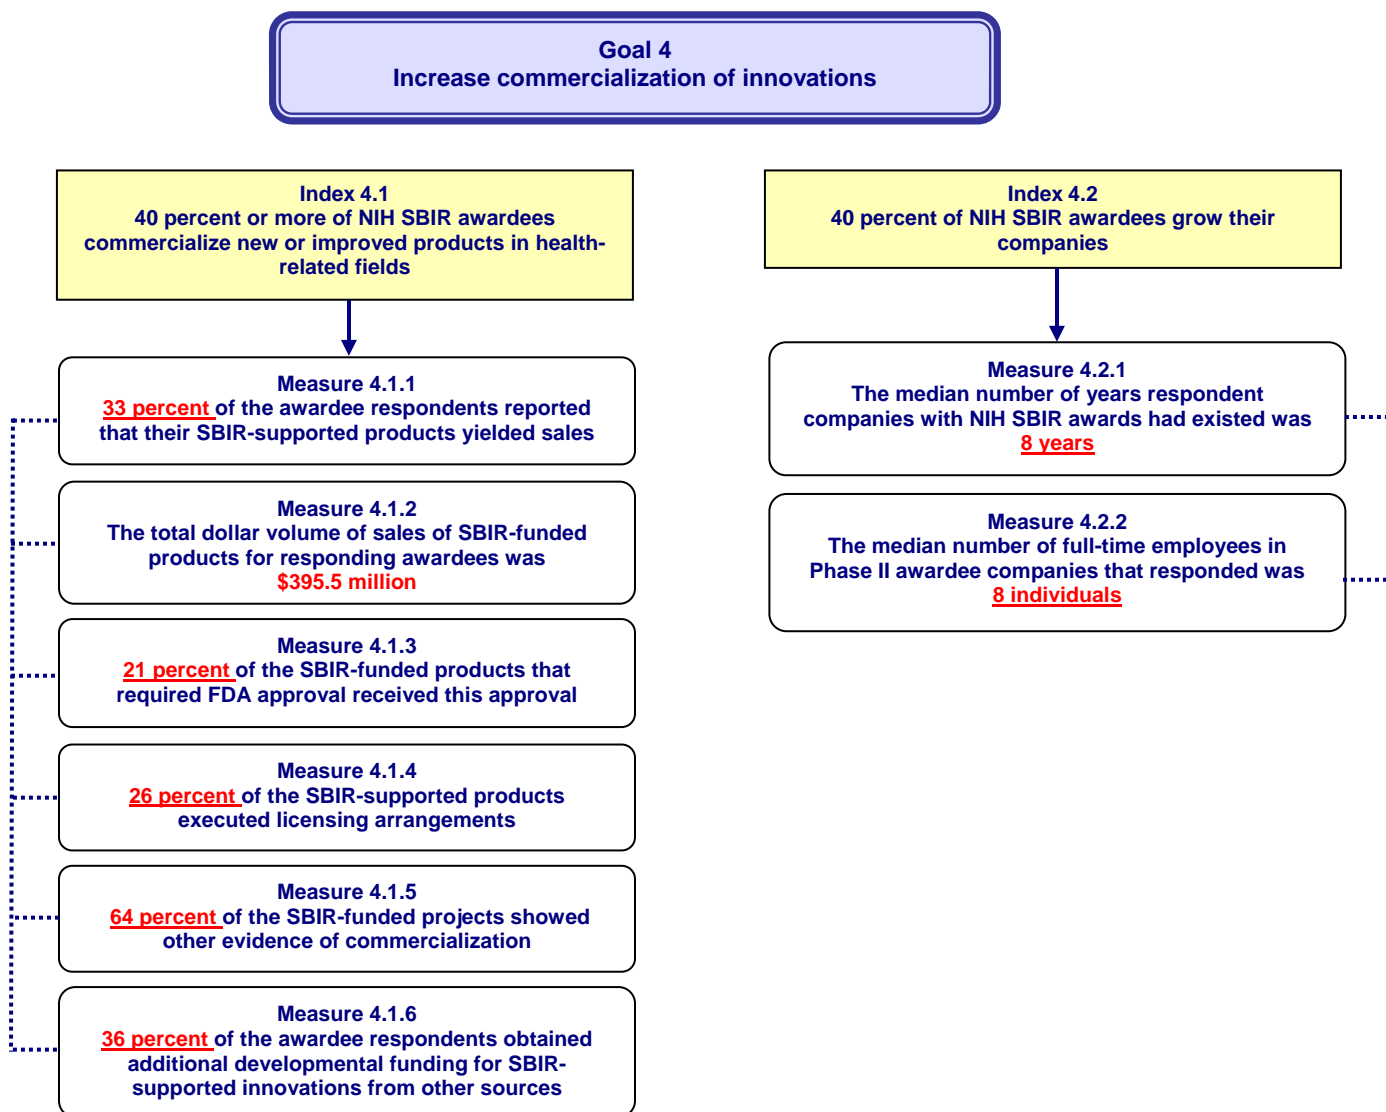 Goal 4
Increase commercialization of innovations
Index 4.1
40 percent or more of NIH SBIR awardees
commercialize new or improved products in health-
related fields
Measure 4.1.1
33 percent of the awardee respondents reported
that their SBIR-supported products yielded sales
Measure 4.1.2
The total dollar volume of sales of SBIR-funded
products for responding awardees was
$395.5 million
Measure 4.1.3
21 percent of the SBIR-funded products that
required FDA approval received this approval
Measure 4.1.4
26 percent of the SBIR-supported products
executed licensing arrangements
Measure 4.1.5
64 percent of the SBIR-funded projects showed
other evidence of commercialization
Measure 4.1.6
36 percent of the awardee respondents obtained
additional developmental funding for SBIR-
supported innovations from other sources
Index 4.2
40 percent of NIH SBIR awardees grow their
companies
Measure 4.2.1
The median number of years respondent
companies with NIH SBIR awards had existed was
8 years
Measure 4.2.2
The median number of full-time employees in
Phase II awardee companies that responded was
8 individuals